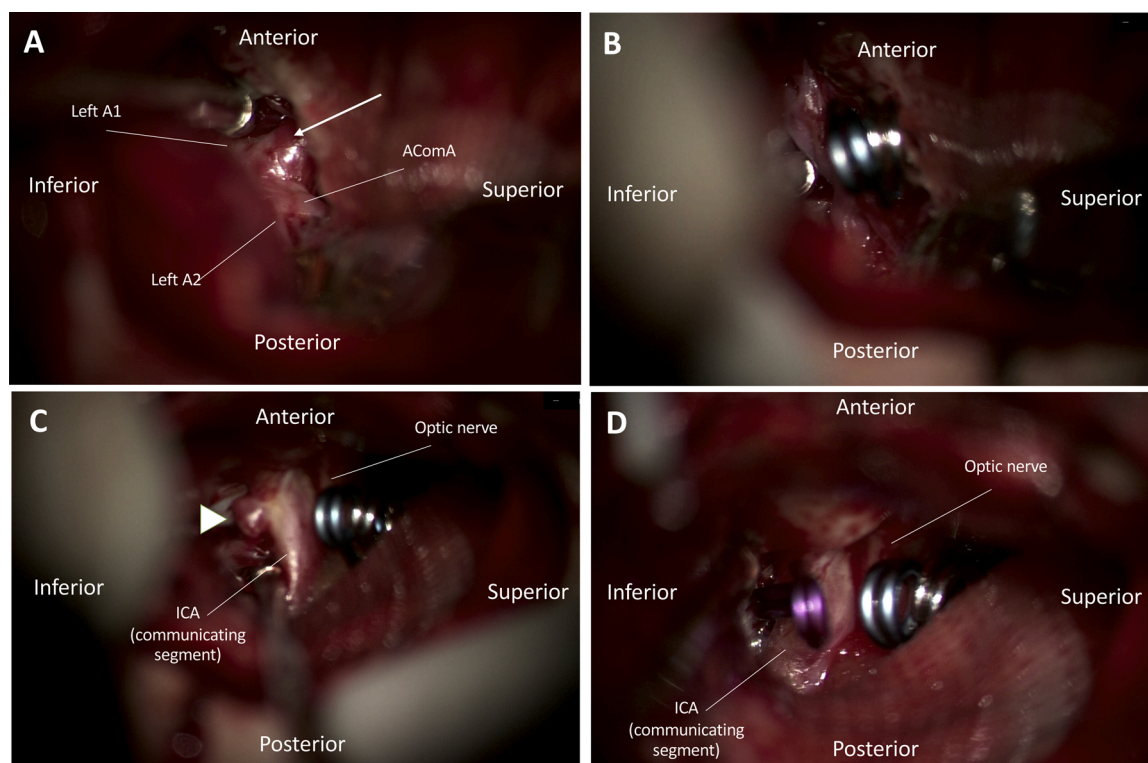 A
Anterior
Left A1
AComA
Inferior
Superior
Left A2
Posterior
B
Anterior
Inferior
Superior
Posterior
C
Anterior
Optic nerve
Inferior
Superior
ICA
(communicating
segment)
Posterior
D
Anterior
Optic nerve
Inferior
Superior
ICA
(communicating
segment)
Posterior